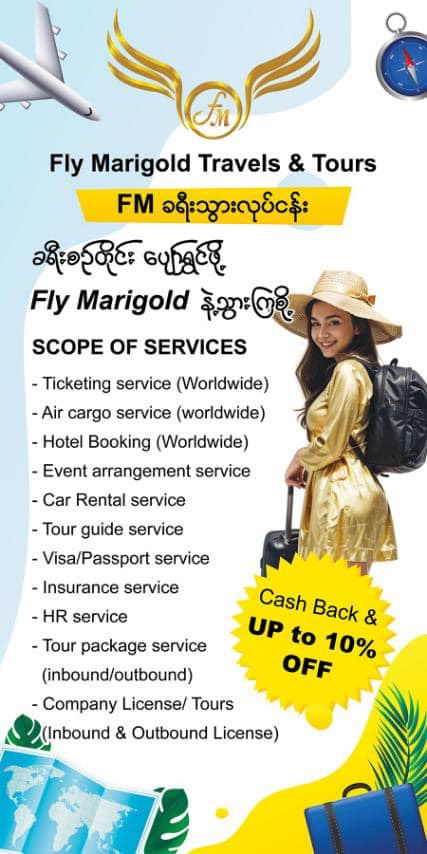 FM
Fly Marigold Travels & Tours
FM ခရီးသွားလုပ်ငန်း
ခရီးစဉ်တိုင်း ပျော်ရွှင်ဖို့
Fly Marigold နဲ့သွားကြစို့
SCOPE OF SERVICES
- Ticketing service (Worldwide)
- Air cargo service (worldwide)
- Hotel Booking (Worldwide)
- Event arrangement service
- Car Rental service
- Tour guide service
- Visa/Passport service
- Insurance service
- HR service
- Tour package service
(inbound/outbound)
- Company License/ Tours
(Inbound & Outbound License)
Cash Back &
UP to 10%
OFF